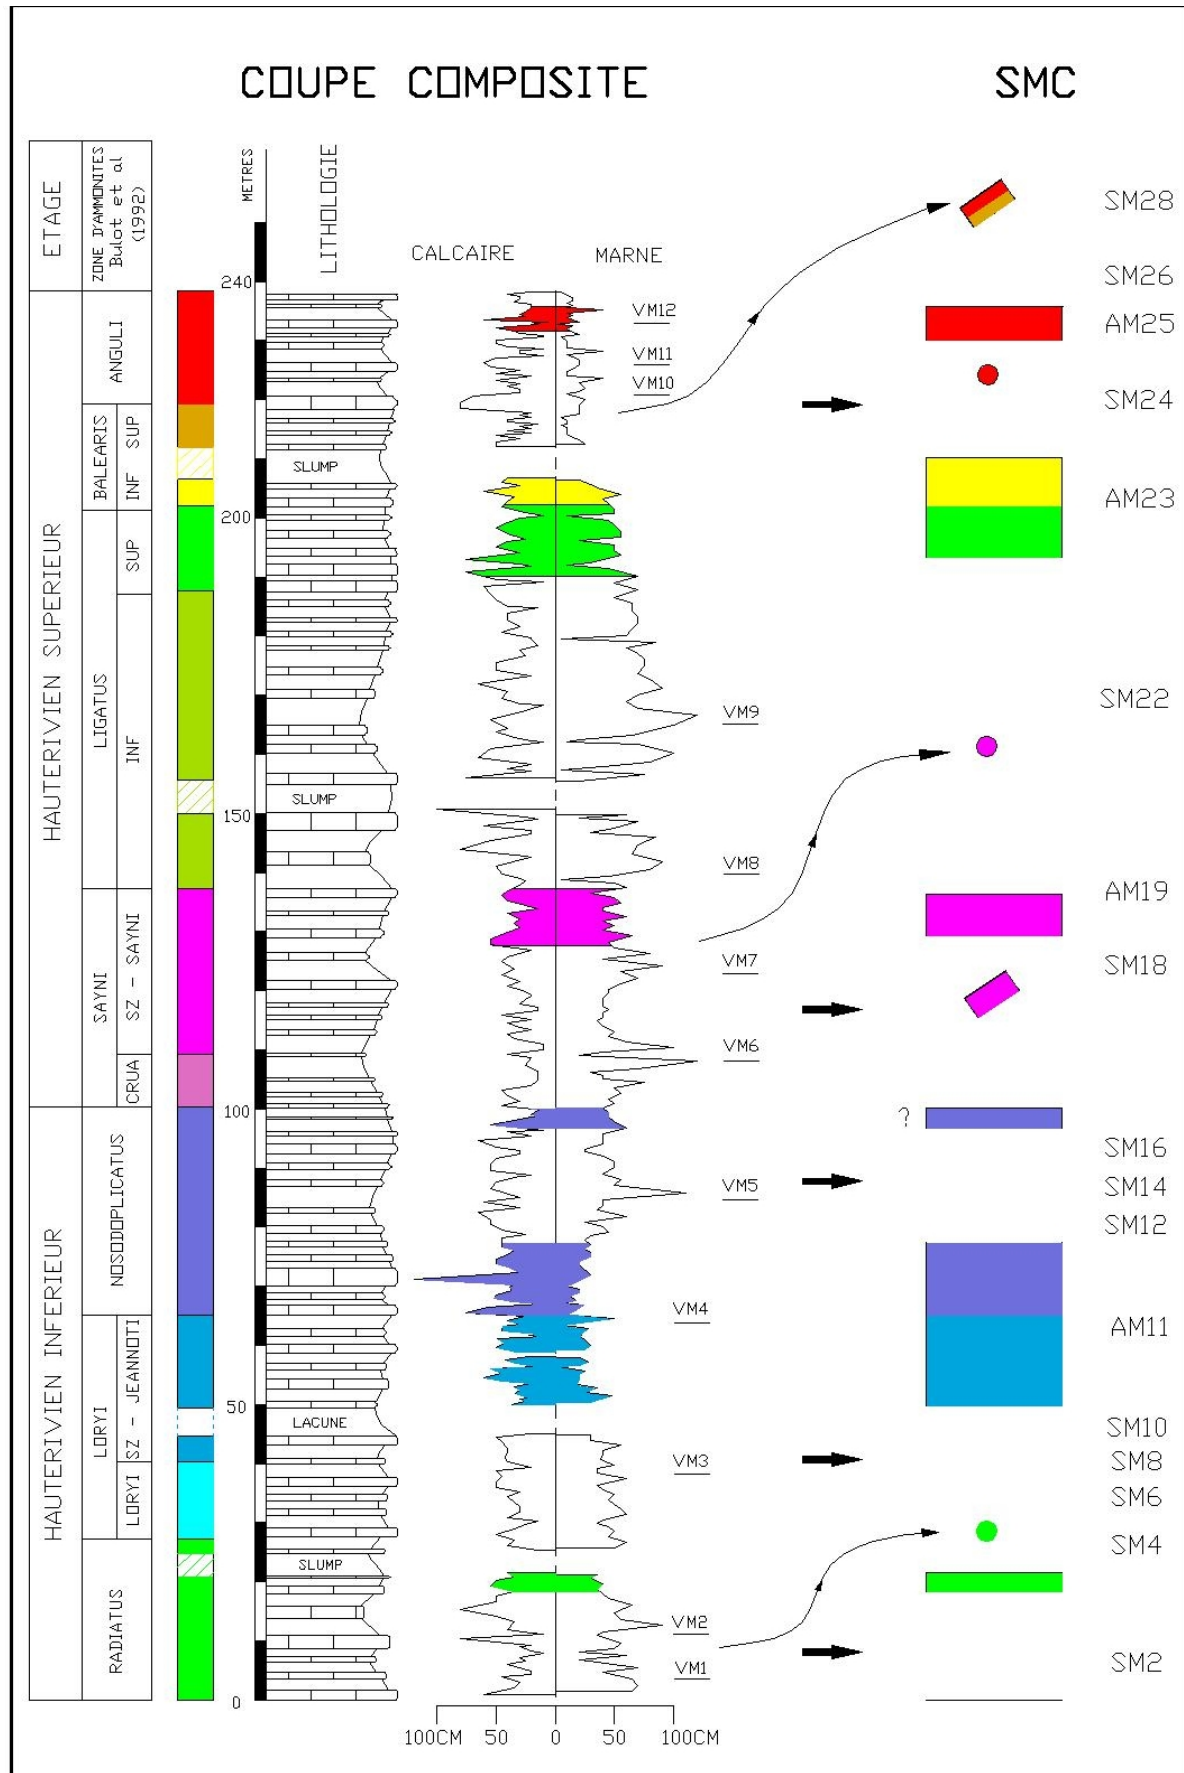 COUPE COMPOSITE
SMC
ETAGE
ZONE D'AMMONITES
Bulot et al
(1992)
METRES
LITHOLOGIE
CALCAIRE
MARNE
HAUTERIVIEN SUPERIEUR
HAUTERIVIEN INFERIEUR
ANGULI
BALEARIS
SUP
INF
LIGATUS
SUP
INF
SAYNI
SZ - SAYNI
CRUA
NOSODOPLICATUS
LORYI
SZ - JEANNOTI
LORYI
RADIATUS
240
200
150
100
50
0
SLUMP
SLUMP
LACUNE
SLUMP
VM12
VM11
VM10
VM9
VM8
VM7
VM6
VM5
VM4
VM3
VM2
VM1
100CM 50 0 50 100CM
?
SM28
SM26
AM25
SM24
AM23
SM22
AM19
SM18
SM16
SM14
SM12
AM11
SM10
SM8
SM6
SM4
SM2